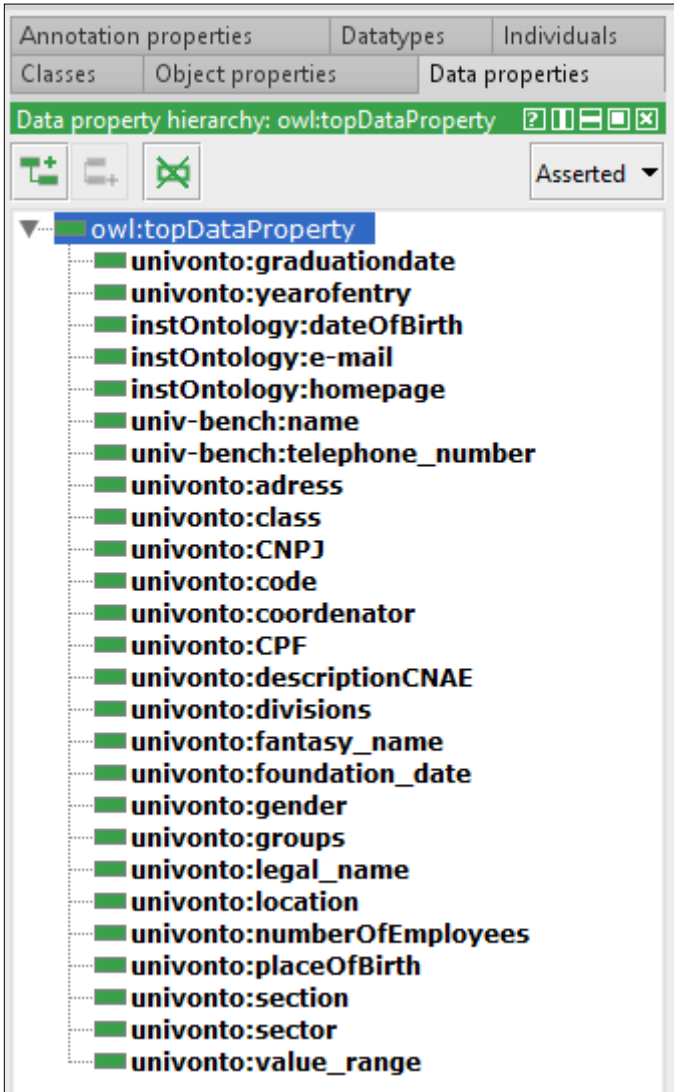 Annotation properties Datatypes Individuals
Classes Object properties Data properties
Data property hierarchy: owl:topDataProperty
Asserted
owl:topDataProperty
univonto:graduationdate
univonto:yearofentry
instOntology:dateOfBirth
instOntology:e-mail
instOntology:homepage
univ-bench:name
univ-bench:telephone_number
univonto:adress
univonto:class
univonto:CNPJ
univonto:code
univonto:coordenator
univonto:CPF
univonto:descriptionCNAE
univonto:divisions
univonto:fantasy_name
univonto:foundation_date
univonto:gender
univonto:groups
univonto:legal_name
univonto:location
univonto:numberOfEmployees
univonto:placeOfBirth
univonto:section
univonto:sector
univonto:value_range